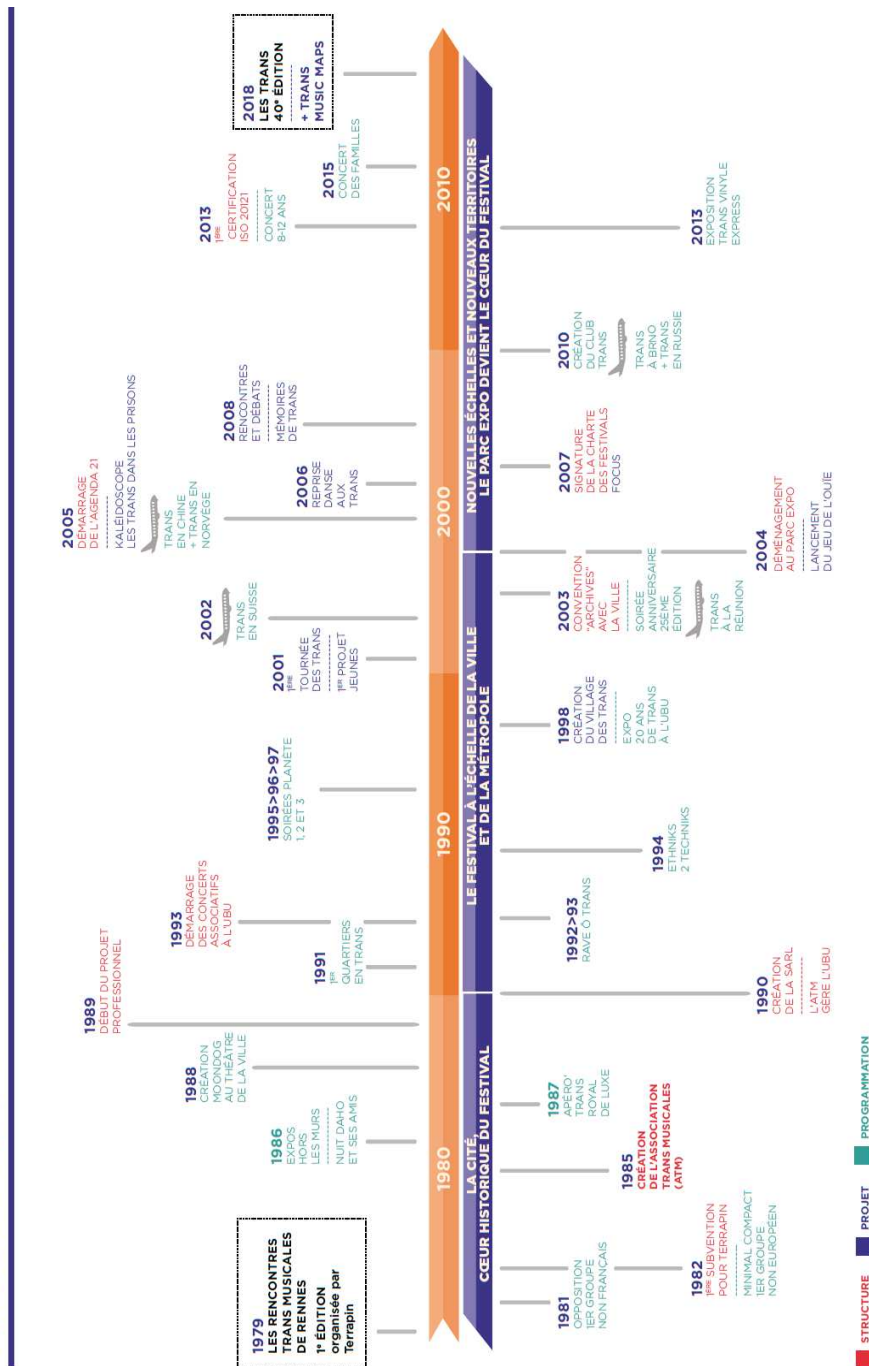 1979
LES RENCONTRES
TRANS MUSICALES
DE RENNES
1e ÉDITION
organisée par
Terrapin
1986
EXPOS
HORS
LES MURS
NUIT DAHO
ET SES AMIS
1988
CRÉATION
MOONDOG
AU THÉÂTRE
DE LA VILLE
1989
DÉBUT DU PROJET
PROFESSIONNEL
1991
1ER
QUARTIERS
EN TRANS
1993
DÉMARRAGE
DES CONCERTS
ASSOCIATIFS
À L'UBU
1995>96>97
SOIRÉES PLANÈTE
1, 2 ET 3
2001
1ÈRE
TOURNÉE
DES TRANS
1ER PROJET
JEUNES
2002
TRANS
EN SUISSE
2005
DÉMARRAGE
DE L'AGENDA 21
KALÉIDOSCOPE
LES TRANS DANS LES PRISONS
TRANS
EN CHINE
+ TRANS EN
NORVÈGE
2006
REPRISE
DANSE
AUX
TRANS
2008
RENCONTRES
ET DÉBATS
MÉMOIRES
DE TRANS
2013
1ÈRE
CERTIFICATION
ISO 20121
CONCERT
8-12 ANS
2015
CONCERT
DES FAMILLES
2018
LES TRANS
40e ÉDITION
+ TRANS
MUSIC MAPS
1980
1990
2000
2010
LA CITÉ,
CŒUR HISTORIQUE DU FESTIVAL
LE FESTIVAL À L'ÉCHELLE DE LA VILLE
ET DE LA MÉTROPOLE
NOUVELLES ÉCHELLES ET NOUVEAUX TERRITOIRES
LE PARC EXPO DEVIENT LE CŒUR DU FESTIVAL
1981
OPPOSITION
1ER GROUPE
NON FRANÇAIS
1982
1ÈRE SUBVENTION
POUR TERRAPIN
MINIMAL COMPACT
1ER GROUPE
NON EUROPÉEN
1985
CRÉATION
DE L'ASSOCIATION
TRANS MUSICALES
(ATM)
1987
APÉRO'
TRANS
ROYAL
DE LUXE
1990
CRÉATION
DE LA SARL
L'ATM
GÈRE L'UBU
1992>93
RAVE Ô TRANS
1994
ETHNIKS
2 TECHNIKS
1998
CRÉATION
DU VILLAGE
DES TRANS
EXPO
20 ANS
DE TRANS
À L'UBU
2003
CONVENTION
"ARCHIVES"
AVEC
LA VILLE
SOIRÉE
ANNIVERSAIRE
25ÈME
ÉDITION
TRANS
À LA
RÉUNION
2004
DÉMÉNAGEMENT
AU PARC EXPO
LANCEMENT
DU JEU DE L'OUÏE
2007
SIGNATURE
DE LA CHARTE
DES FESTIVALS
FOCUS
2010
CRÉATION
DU CLUB
TRANS
TRANS
À BRNO
+ TRANS
EN RUSSIE
2013
EXPOSITION
TRANS VINYLE
EXPRESS
STRUCTURE
PROJET
PROGRAMMATION